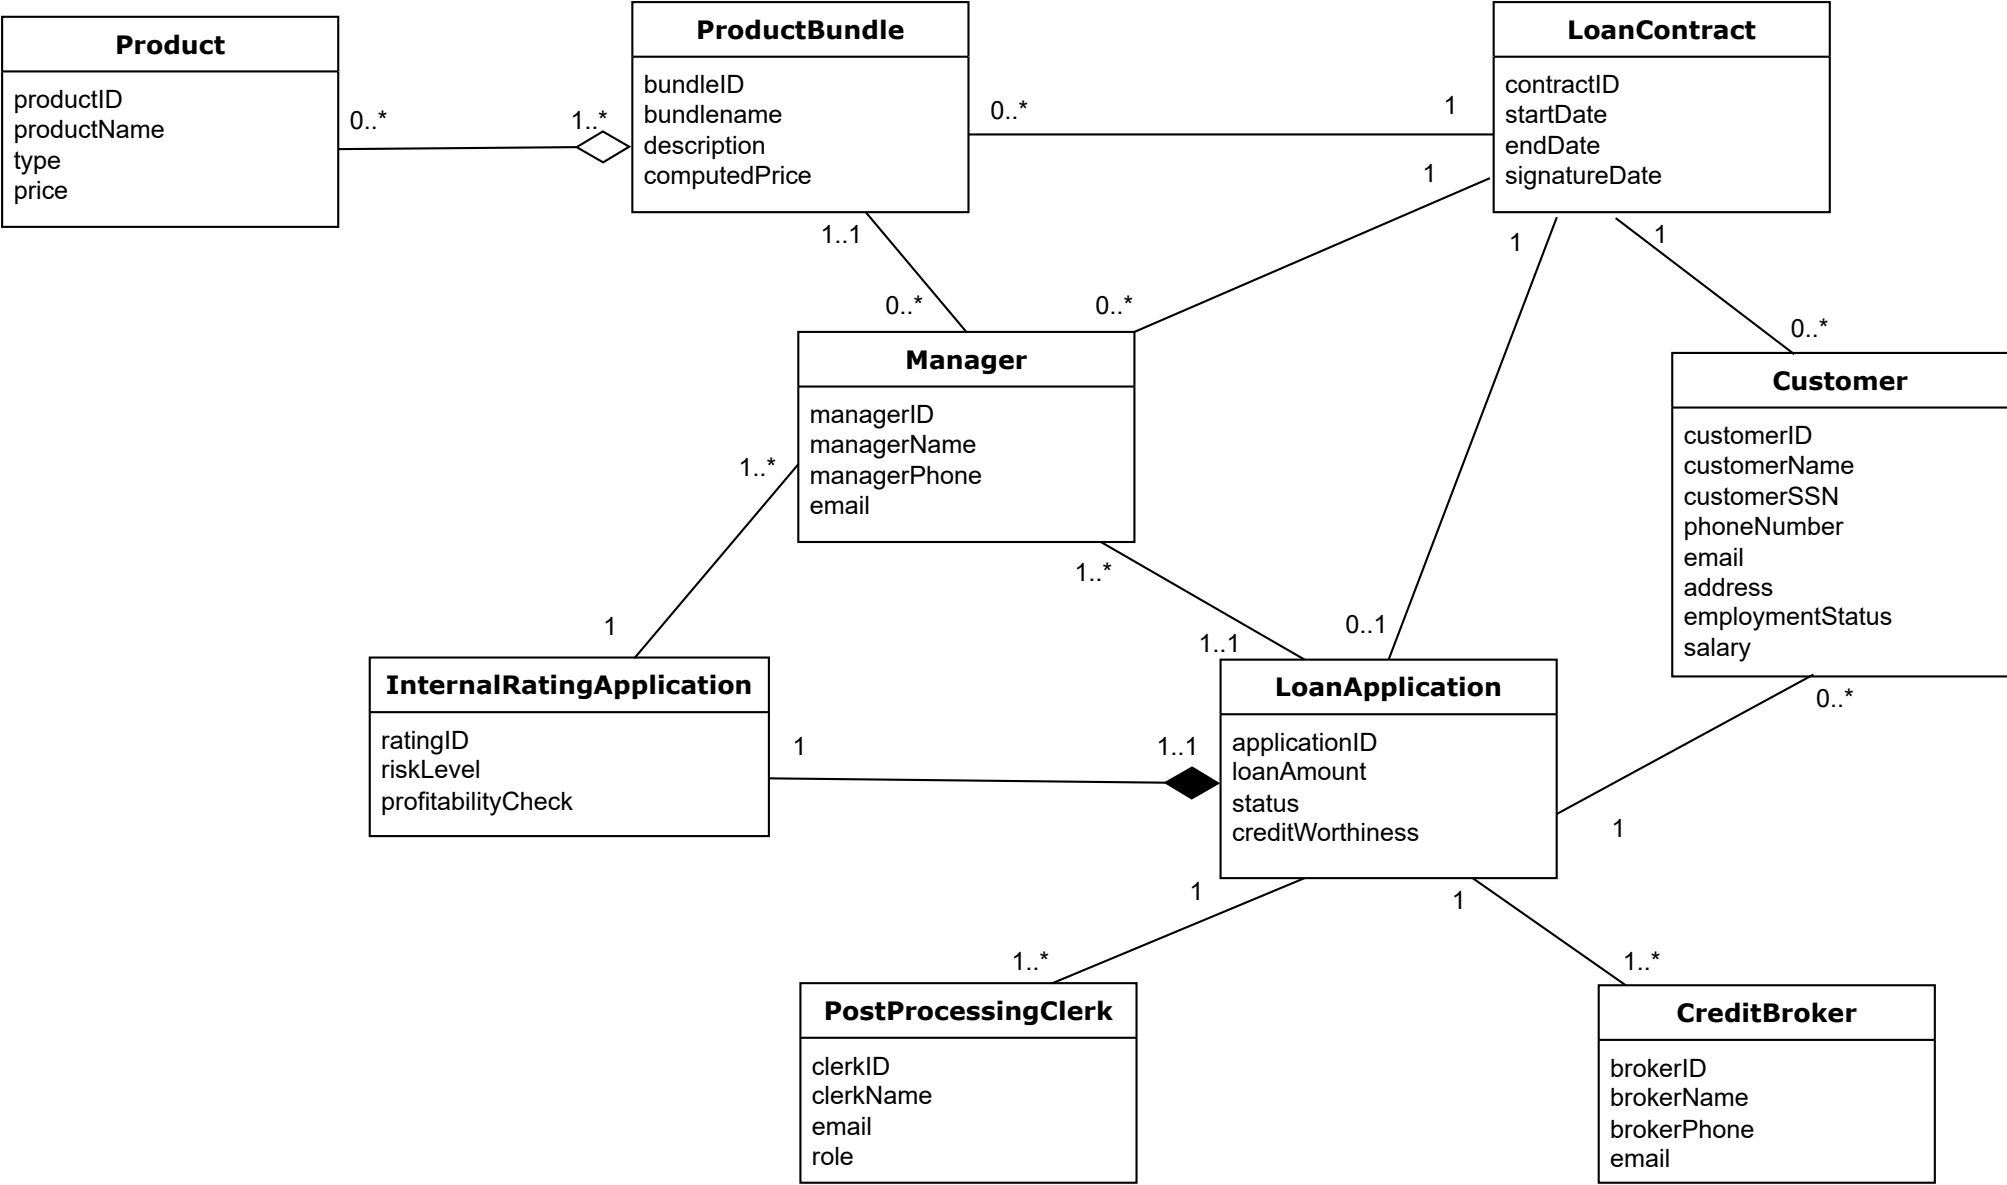 Product
productID
productName
type
price
0..*
1..*
ProductBundle
bundleID
bundlename
description
computedPrice
0..*
1
LoanContract
contractID
startDate
endDate
signatureDate
1
1..1
0..*
0..*
1
1
0..*
Manager
managerID
managerName
managerPhone
email
Customer
customerID
customerName
customerSSN
phoneNumber
email
address
employmentStatus
salary
1..*
1
1..*
1..1
0..1
0..*
1
InternalRatingApplication
ratingID
riskLevel
profitabilityCheck
1
1..1
LoanApplication
applicationID
loanAmount
status
creditWorthiness
1
1..*
1
1..*
PostProcessingClerk
clerkID
clerkName
email
role
CreditBroker
brokerID
brokerName
brokerPhone
email